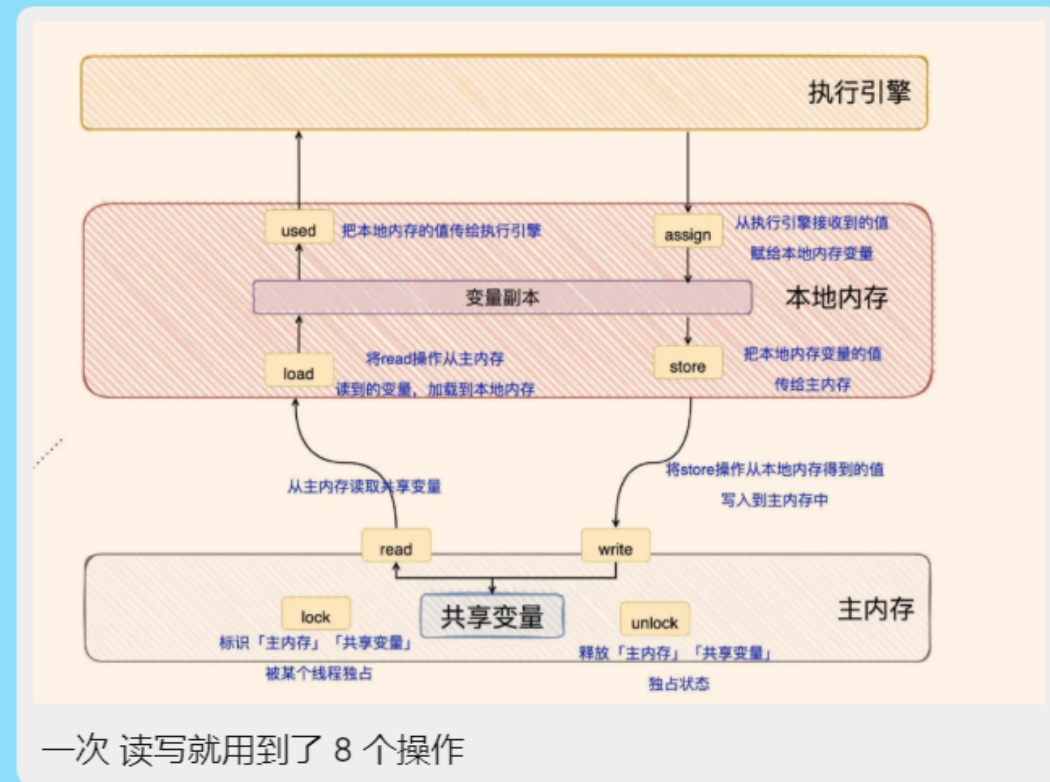 执行引擎
used
把本地内存的值传给执行引擎
assign
从执行引擎接收到的值
赋给本地内存变量
变量副本
本地内存
load
将read操作从主内存
读到的变量，加载到本地内存
store
把本地内存变量的值
传给主内存
从主内存读取共享变量
将store操作从本地内存得到的值
写入到主内存中
read
write
主内存
lock
共享变量
unlock
标识「主内存」「共享变量」
被某个线程独占
释放「主内存」「共享变量」
独占状态
一次 读写就用到了 8 个操作